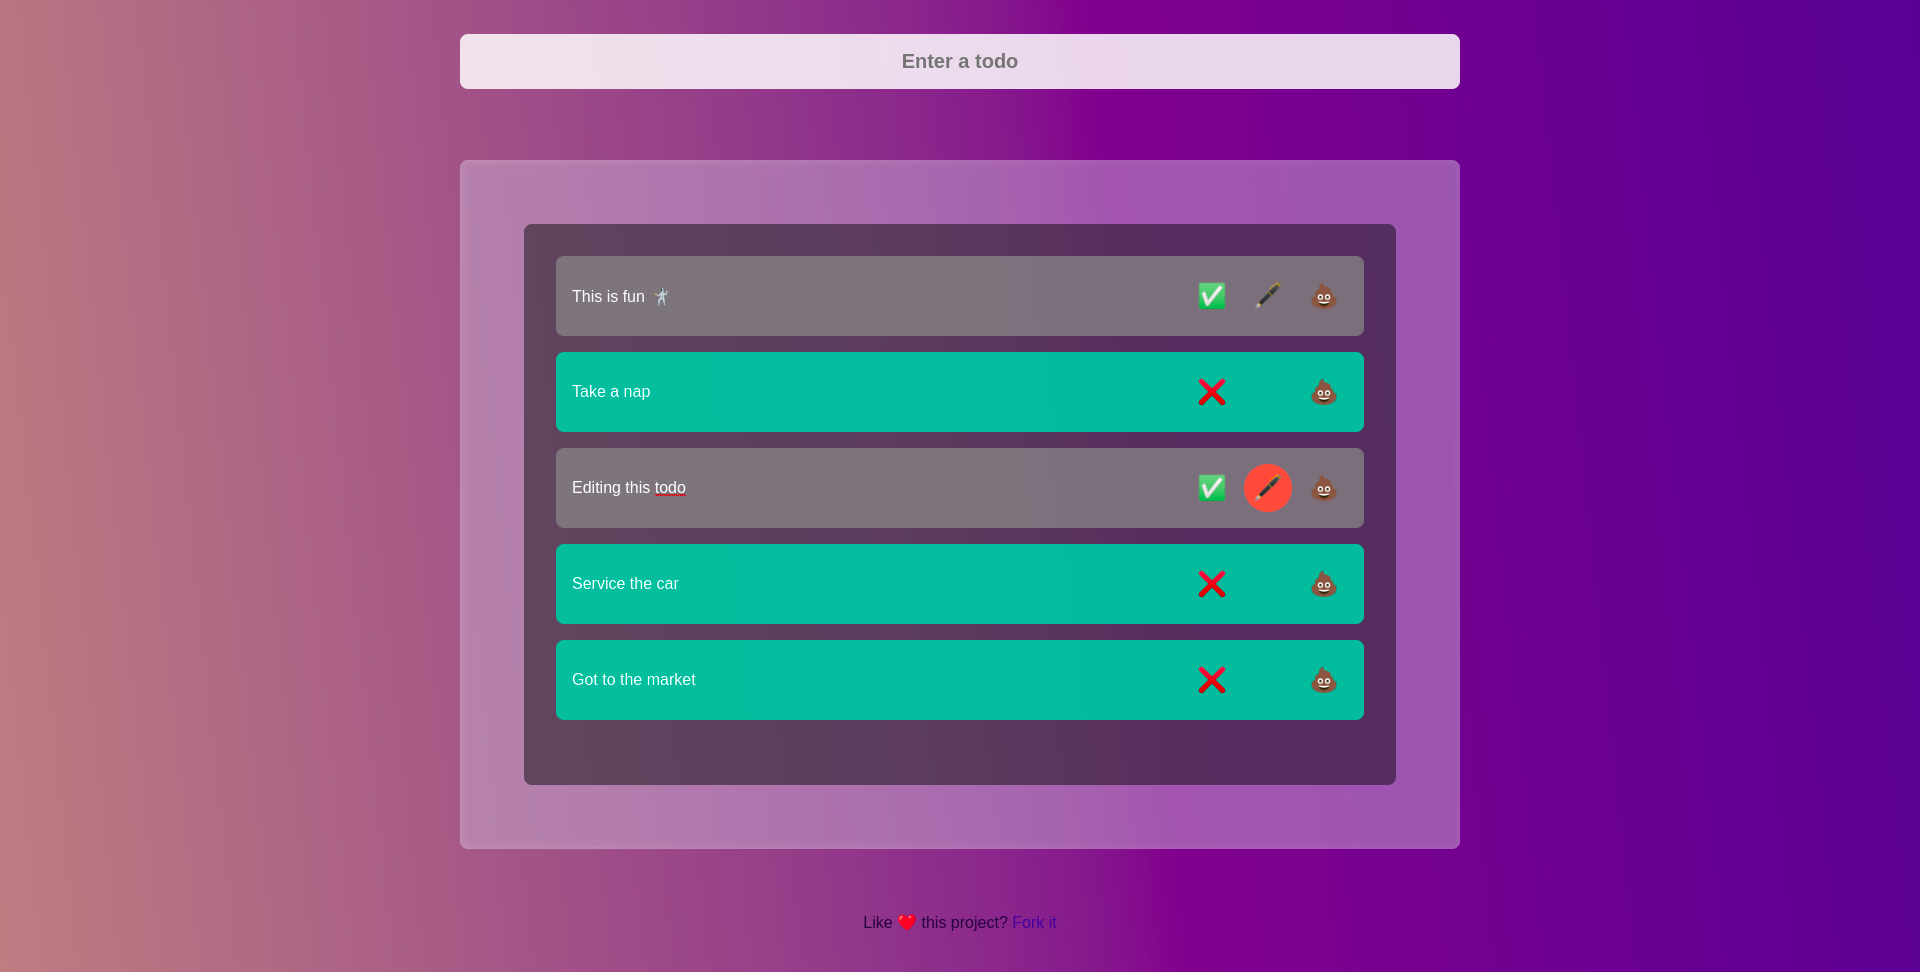 Enter a todo
This is fun 🤺
Take a nap
Editing this todo
Service the car
Got to the market
Like ❤️ this project? Fork it